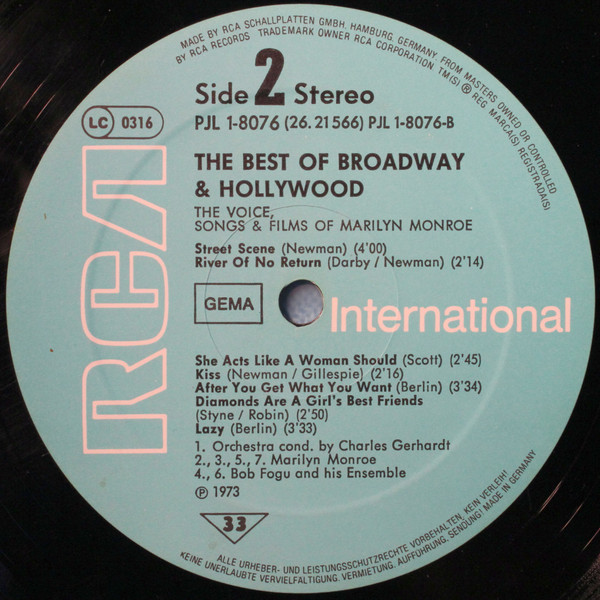 MADE BY RCA SCHALLPLATTEN GMBH, HAMBURG, GERMANY, FROM MASTERS OWNED OR CONTROLLED
BY RCA RECORDS TRADEMARK OWNER RCA CORPORATION TM(S) ® REG. MARCA(S) REGISTRADA(S)
Side 2 Stereo
LC 0316
PJL 1-8076 (26.21566) PJL 1-8076-B
THE BEST OF BROADWAY
& HOLLYWOOD
THE VOICE,
SONGS & FILMS OF MARILYN MONROE
Street Scene (Newman) (4'00)
River Of No Return (Darby / Newman) (2'14)
GEMA
RCA
International
She Acts Like A Woman Should (Scott) (2'45)
Kiss (Newman / Gillespie) (2'16)
After You Get What You Want (Berlin) (3'34)
Diamonds Are A Girl's Best Friends
(Styne / Robin) (2'50)
Lazy (Berlin) (3'33)
1. Orchestra cond. by Charles Gerhardt
2., 3., 5., 7. Marilyn Monroe
4., 6. Bob Fogu and his Ensemble
℗ 1973
33
ALLE URHEBER- UND LEISTUNGSSCHUTZRECHTE VORBEHALTEN. KEIN VERLEIH!
KEINE UNERLAUBTE VERVIELFÄLTIGUNG, VERMIETUNG, AUFFÜHRUNG, SENDUNG! MADE IN GERMANY